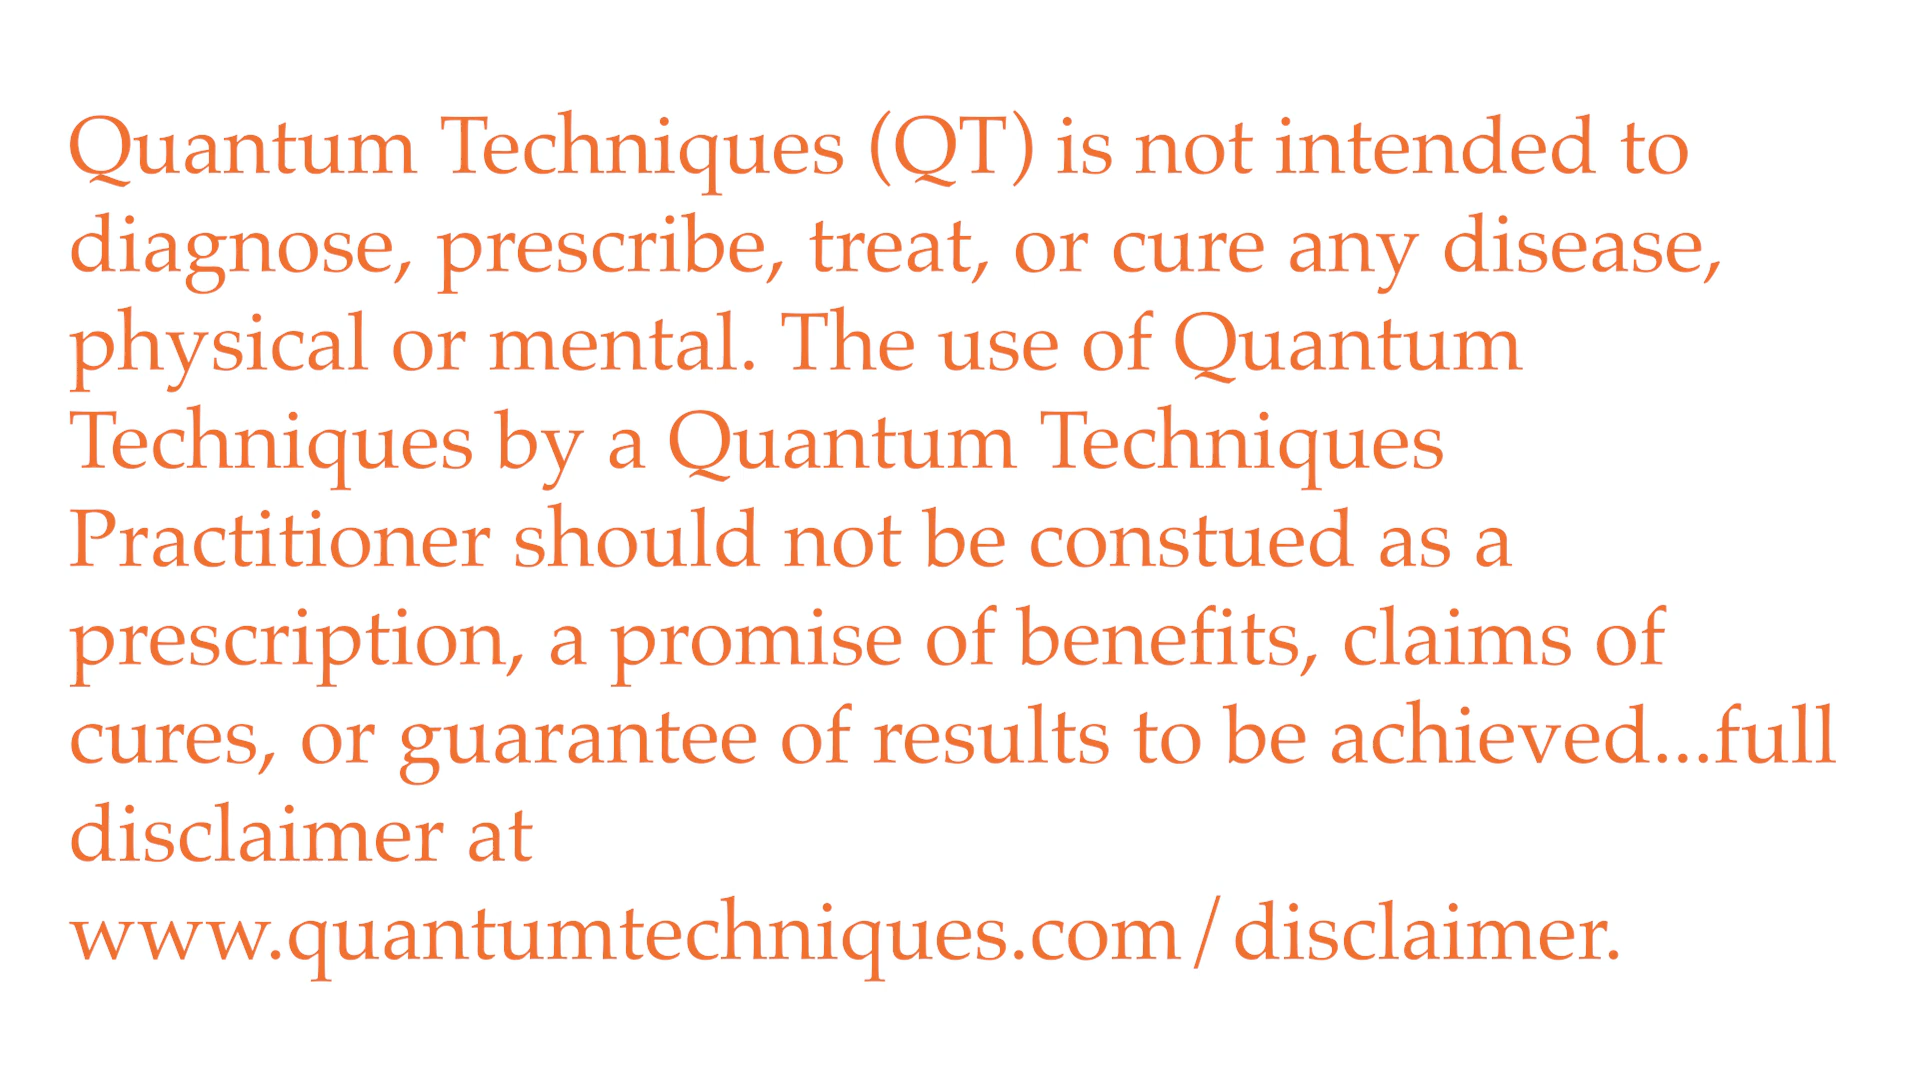 Quantum Techniques (QT) is not intended to
diagnose, prescribe, treat, or cure any disease,
physical or mental. The use of Quantum
Techniques by a Quantum Techniques
Practitioner should not be constued as a
prescription, a promise of benefits, claims of
cures, or guarantee of results to be achieved...full
disclaimer at
www.quantumtechniques.com/disclaimer.